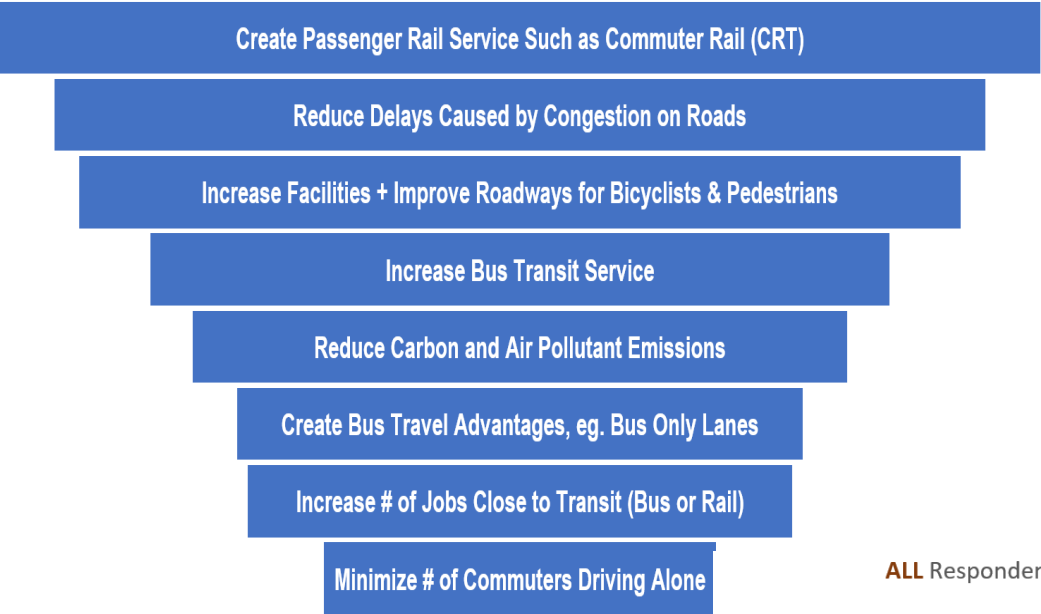 Create Passenger Rail Service Such as Commuter Rail (CRT)
Reduce Delays Caused by Congestion on Roads
Increase Facilities + Improve Roadways for Bicyclists & Pedestrians
Increase Bus Transit Service
Reduce Carbon and Air Pollutant Emissions
Create Bus Travel Advantages, eg. Bus Only Lanes
Increase # of Jobs Close to Transit (Bus or Rail)
Minimize # of Commuters Driving Alone
ALL Responder